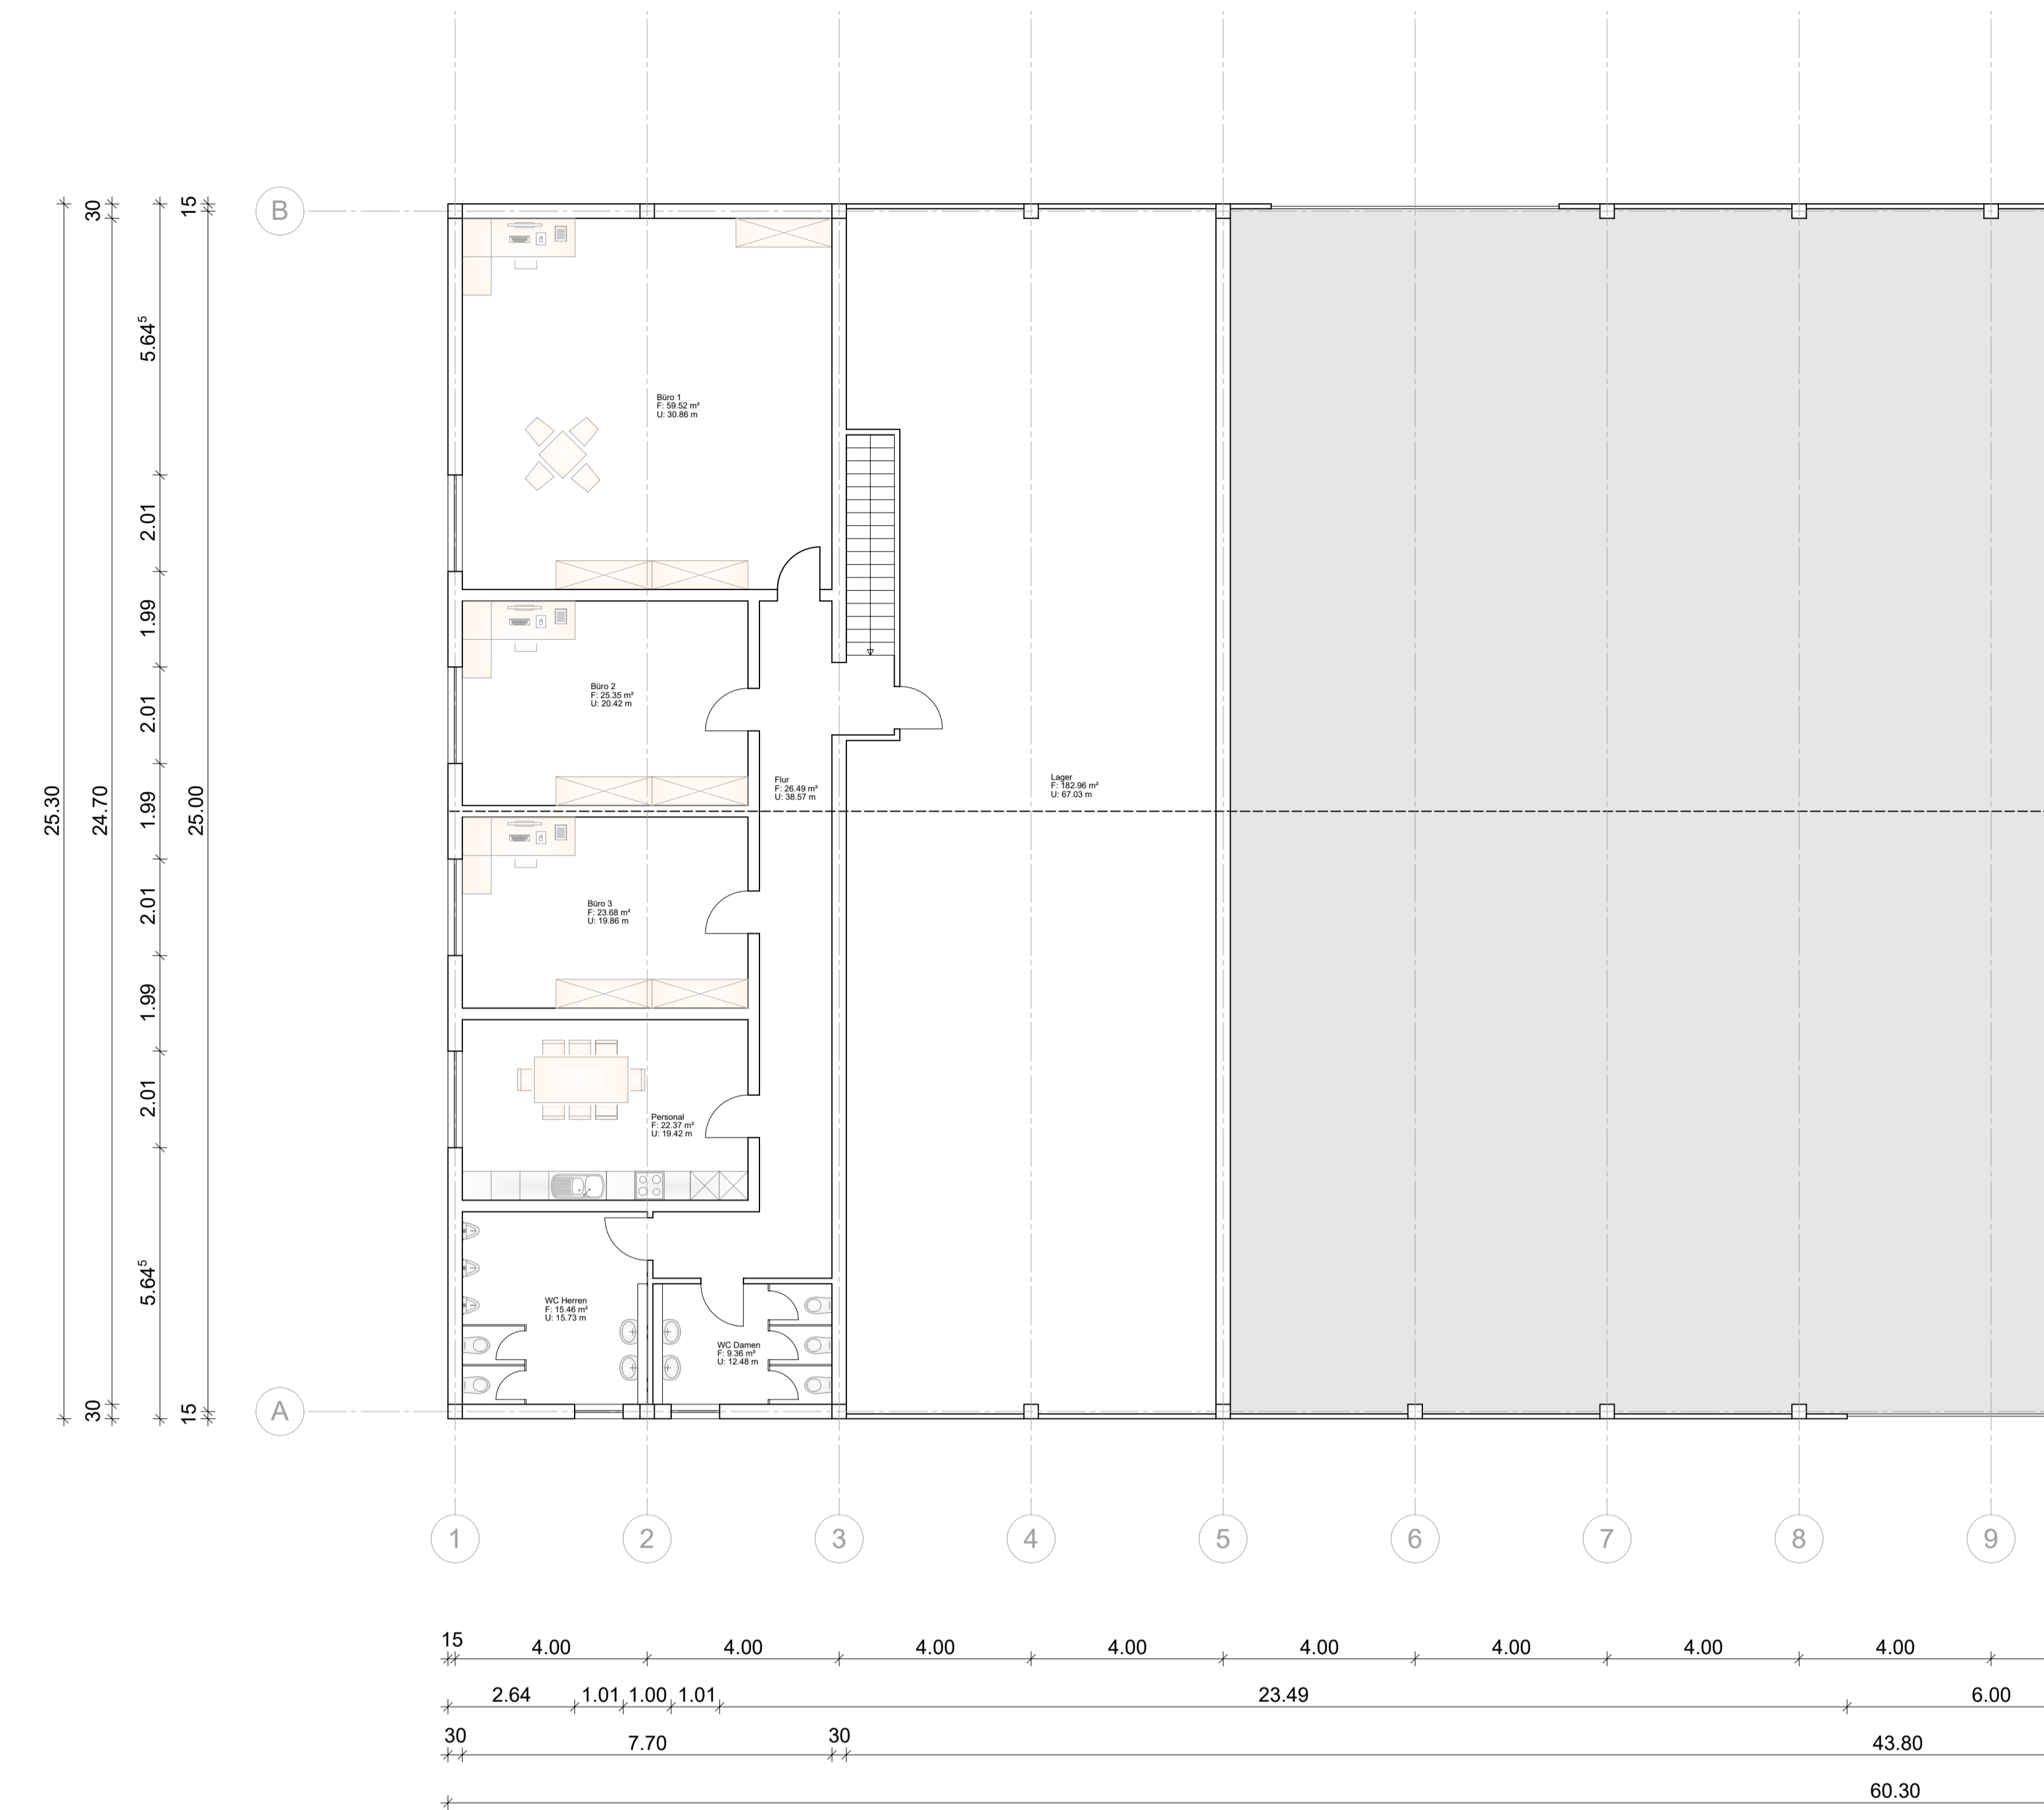 B
30
15
5.64⁵
2.01
1.99
2.01
1.99
2.01
1.99
2.01
5.64⁵
25.30
24.70
25.00
30
15
A
Büro 1
F: 59.52 m²
U: 30.86 m
Büro 2
F: 25.35 m²
U: 20.42 m
Flur
F: 26.49 m²
U: 38.57 m
Lager
F: 182.96 m²
U: 67.03 m
Büro 3
F: 23.68 m²
U: 19.86 m
Personal
F: 22.37 m²
U: 19.42 m
WC Herren
F: 15.46 m²
U: 15.73 m
WC Damen
F: 9.36 m²
U: 12.48 m
1 2 3 4 5 6 7 8 9
15 4.00 4.00 4.00 4.00 4.00 4.00 4.00 4.00
2.64 1.01 1.00 1.01 23.49 6.00
30 7.70 30 43.80
60.30